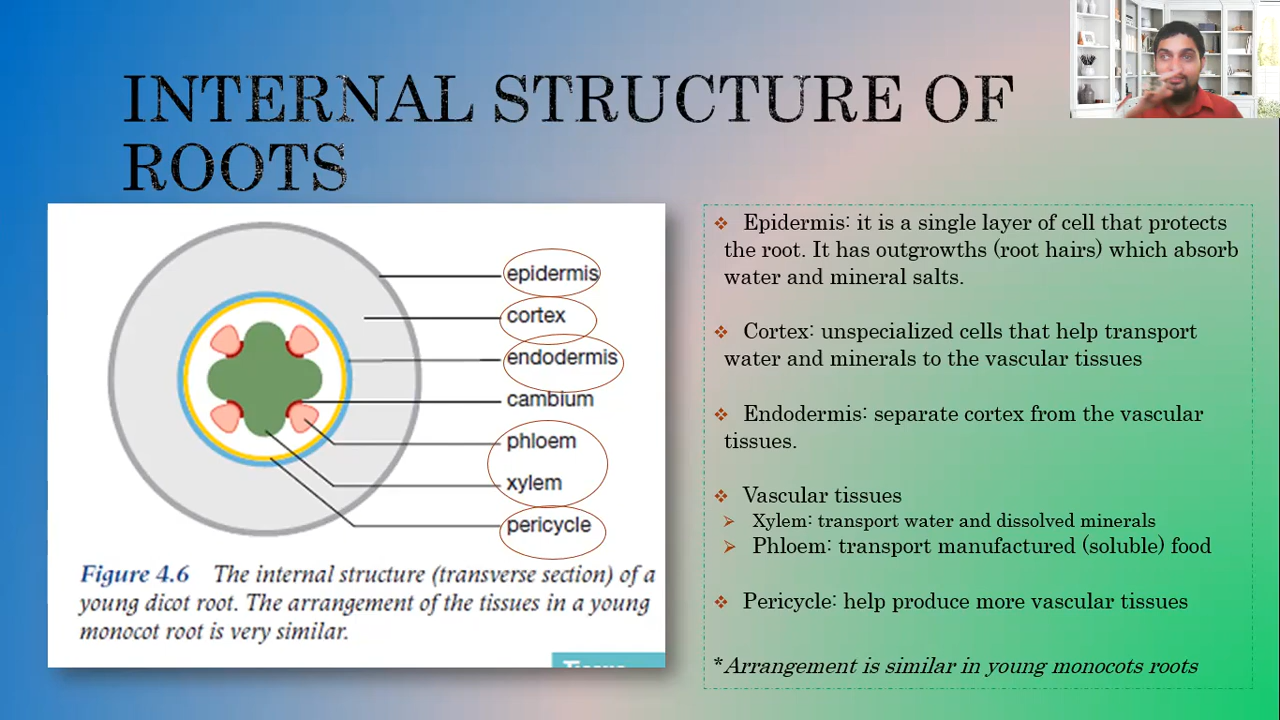 INTERNAL STRUCTURE OF
ROOTS
epidermis
cortex
endodermis
cambium
phloem
xylem
pericycle
Figure 4.6 The internal structure (transverse section) of a
young dicot root. The arrangement of the tissues in a young
monocot root is very similar.
Tissue
❖ Epidermis: it is a single layer of cell that protects
the root. It has outgrowths (root hairs) which absorb
water and mineral salts.
❖ Cortex: unspecialized cells that help transport
water and minerals to the vascular tissues
❖ Endodermis: separate cortex from the vascular
tissues.
❖ Vascular tissues
➢ Xylem: transport water and dissolved minerals
➢ Phloem: transport manufactured (soluble) food
❖ Pericycle: help produce more vascular tissues
*Arrangement is similar in young monocots roots